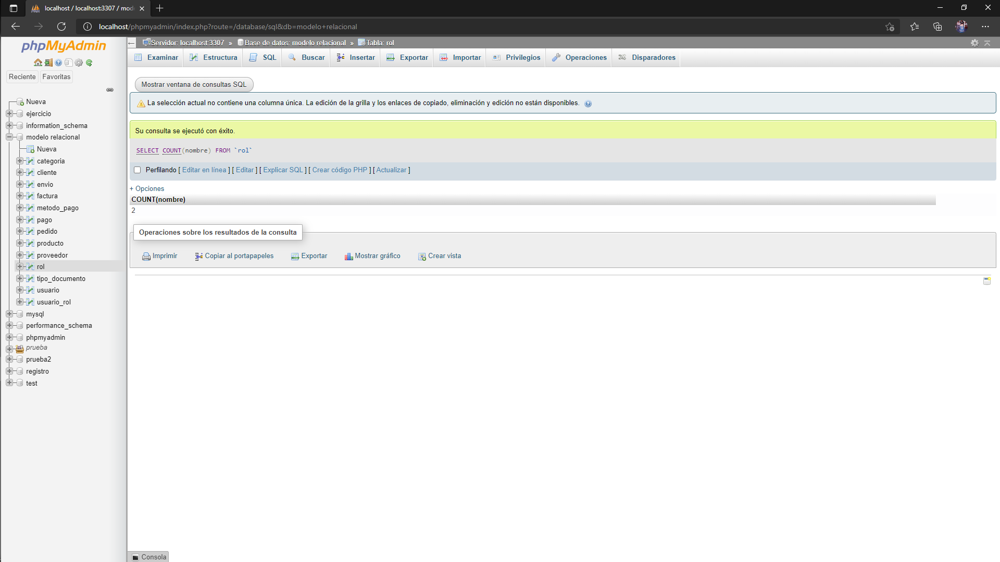 localhost / localhost:3307 / mod
localhost/phpmyadmin/index.php?route=/database/sql&db=modelo+relacional
phpMyAdmin
Reciente
Favoritas
Nueva
ejercicio
information_schema
modelo relacional
Nueva
categoria
cliente
envio
factura
metodo_pago
pago
pedido
producto
proveedor
rol
tipo_documento
usuario
usuario_rol
mysql
performance_schema
phpmyadmin
prueba
prueba2
registro
test
Servidor: localhost:3307 » Base de datos: modelo relacional » Tabla: rol
Examinar Estructura SQL Buscar Insertar Exportar Importar Privilegios Operaciones Disparadores
Mostrar ventana de consultas SQL
La selección actual no contiene una columna única. La edición de la grilla y los enlaces de copiado, eliminación y edición no están disponibles.
Su consulta se ejecutó con éxito.
SELECT COUNT(nombre) FROM `rol`
Perfilando [ Editar en línea ] [ Editar ] [ Explicar SQL ] [ Crear código PHP ] [ Actualizar ]
+ Opciones
COUNT(nombre)
2
Operaciones sobre los resultados de la consulta
Imprimir Copiar al portapapeles Exportar Mostrar gráfico Crear vista
Consola